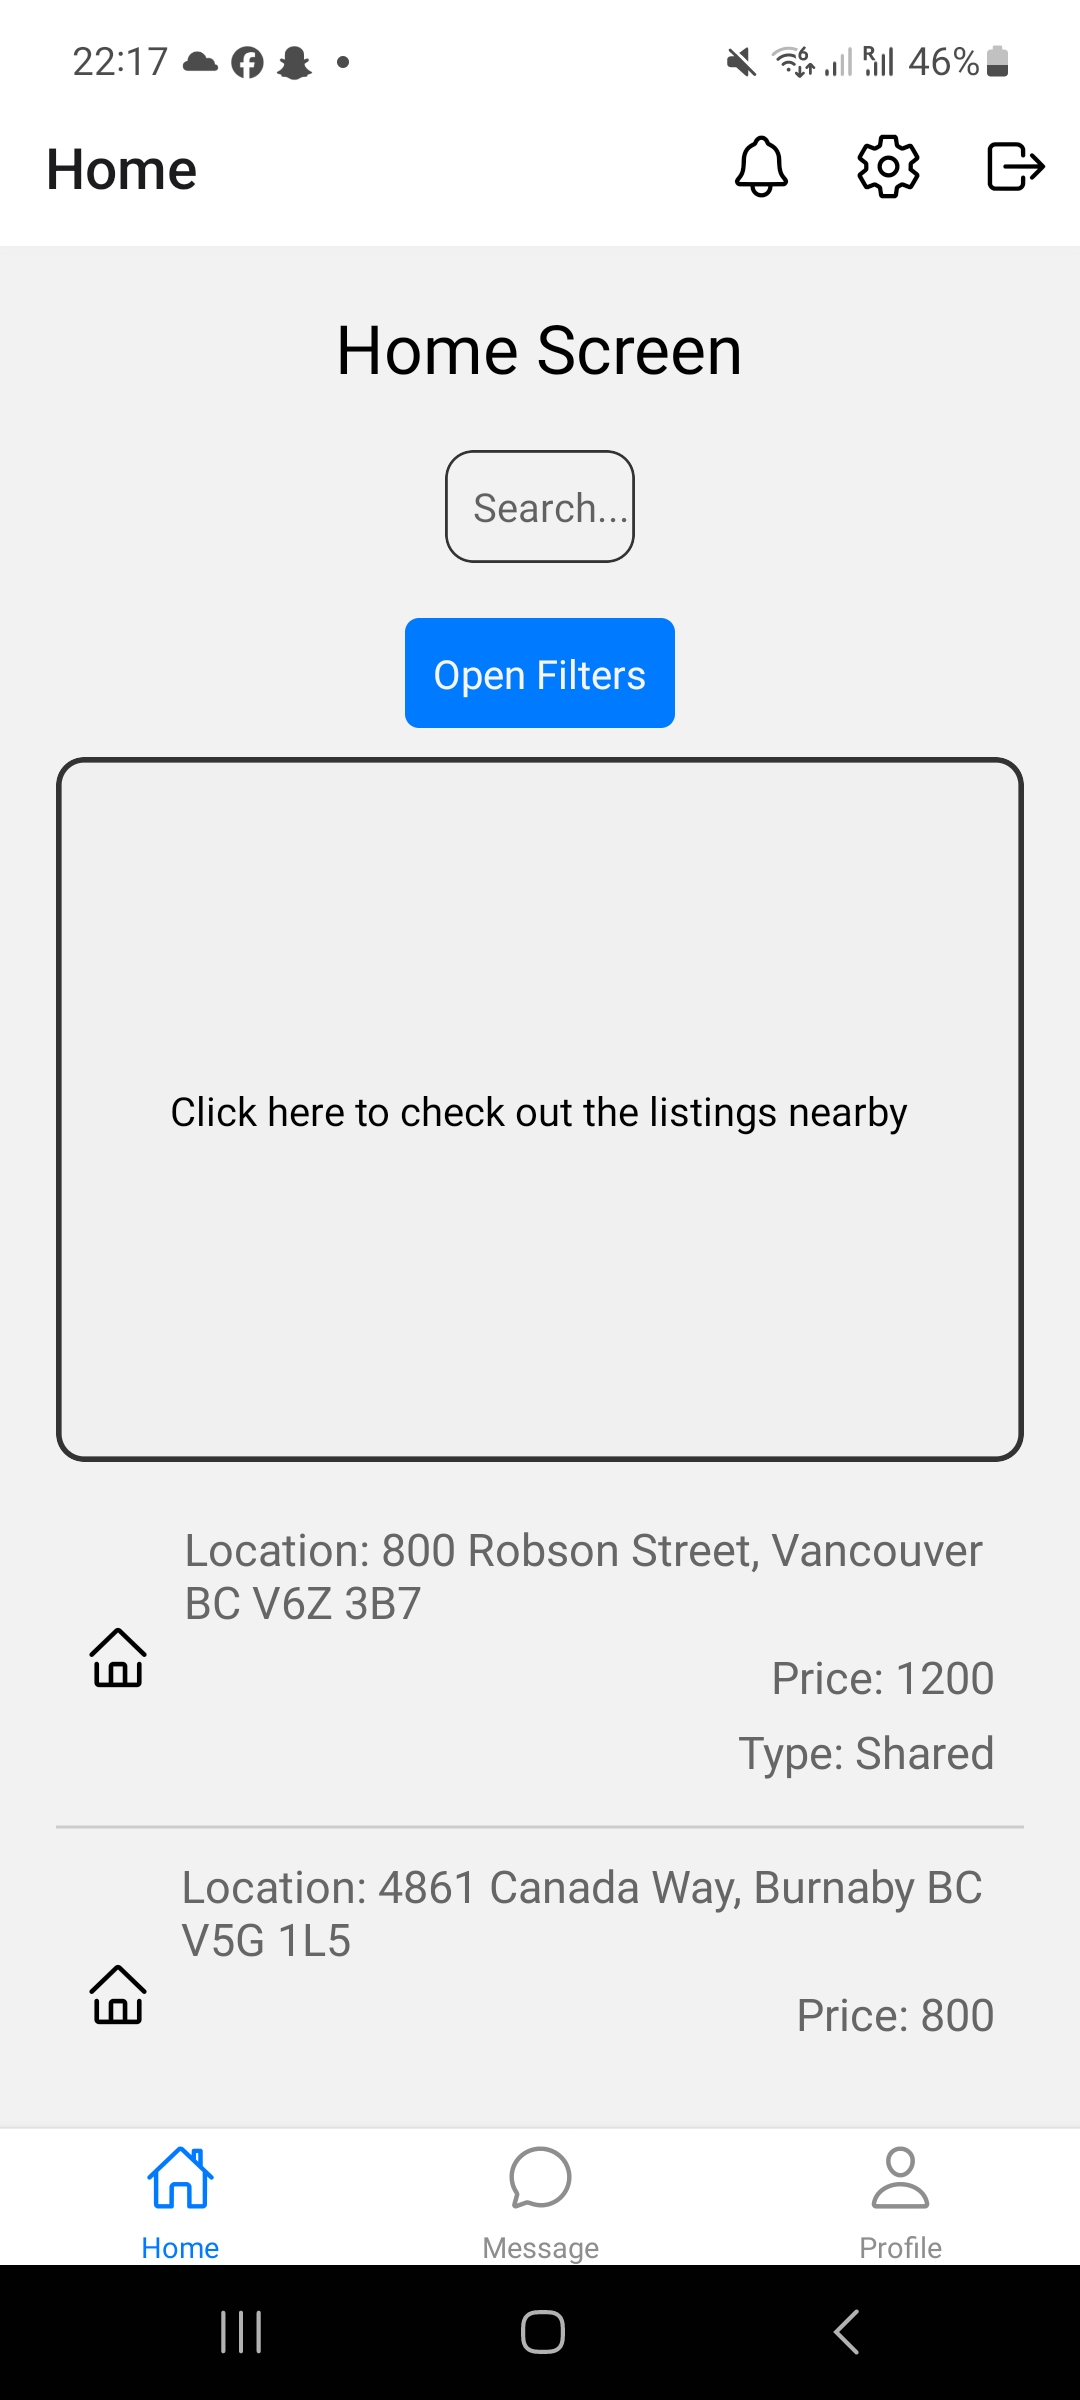 22:17
46%
Home
Home Screen
Search...
Open Filters
Click here to check out the listings nearby
Location: 800 Robson Street, Vancouver
BC V6Z 3B7
Price: 1200
Type: Shared
Location: 4861 Canada Way, Burnaby BC
V5G 1L5
Price: 800
Home
Message
Profile